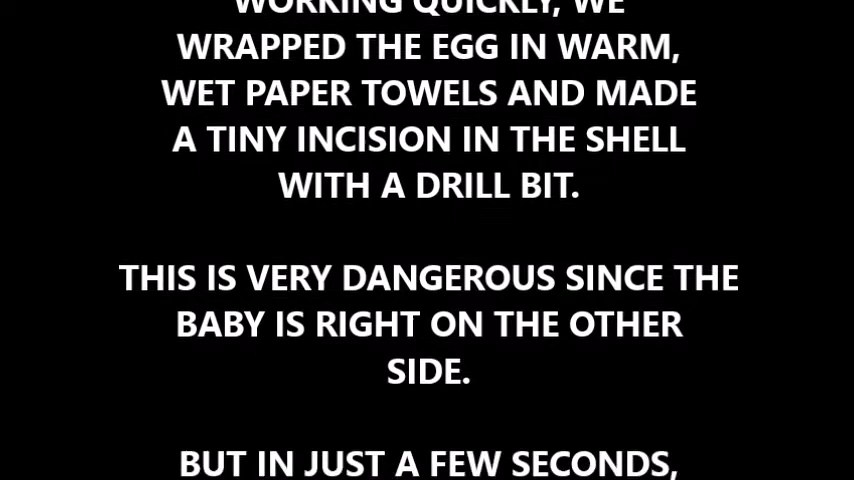 WORKING QUICKLY, WE
WRAPPED THE EGG IN WARM,
WET PAPER TOWELS AND MADE
A TINY INCISION IN THE SHELL
WITH A DRILL BIT.
THIS IS VERY DANGEROUS SINCE THE
BABY IS RIGHT ON THE OTHER
SIDE.
BUT IN JUST A FEW SECONDS,